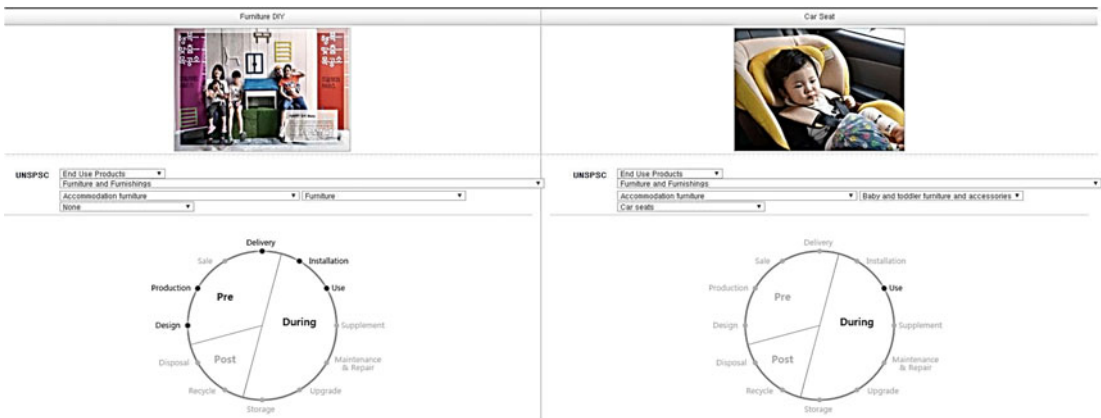 Furniture DIY
Car Seat
UNSPSC
End Use Products
Furniture and Furnishings
Accommodation furniture
Furniture
None
UNSPSC
End Use Products
Furniture and Furnishings
Accommodation furniture
Baby and toddler furniture and accessories
Car seats
Delivery
Sale
Installation
Production
Pre
Use
Design
During
Supplement
Disposal
Post
Maintenance
& Repair
Recycle
Upgrade
Storage
Delivery
Sale
Installation
Production
Pre
Use
Design
During
Supplement
Disposal
Post
Maintenance
& Repair
Recycle
Upgrade
Storage